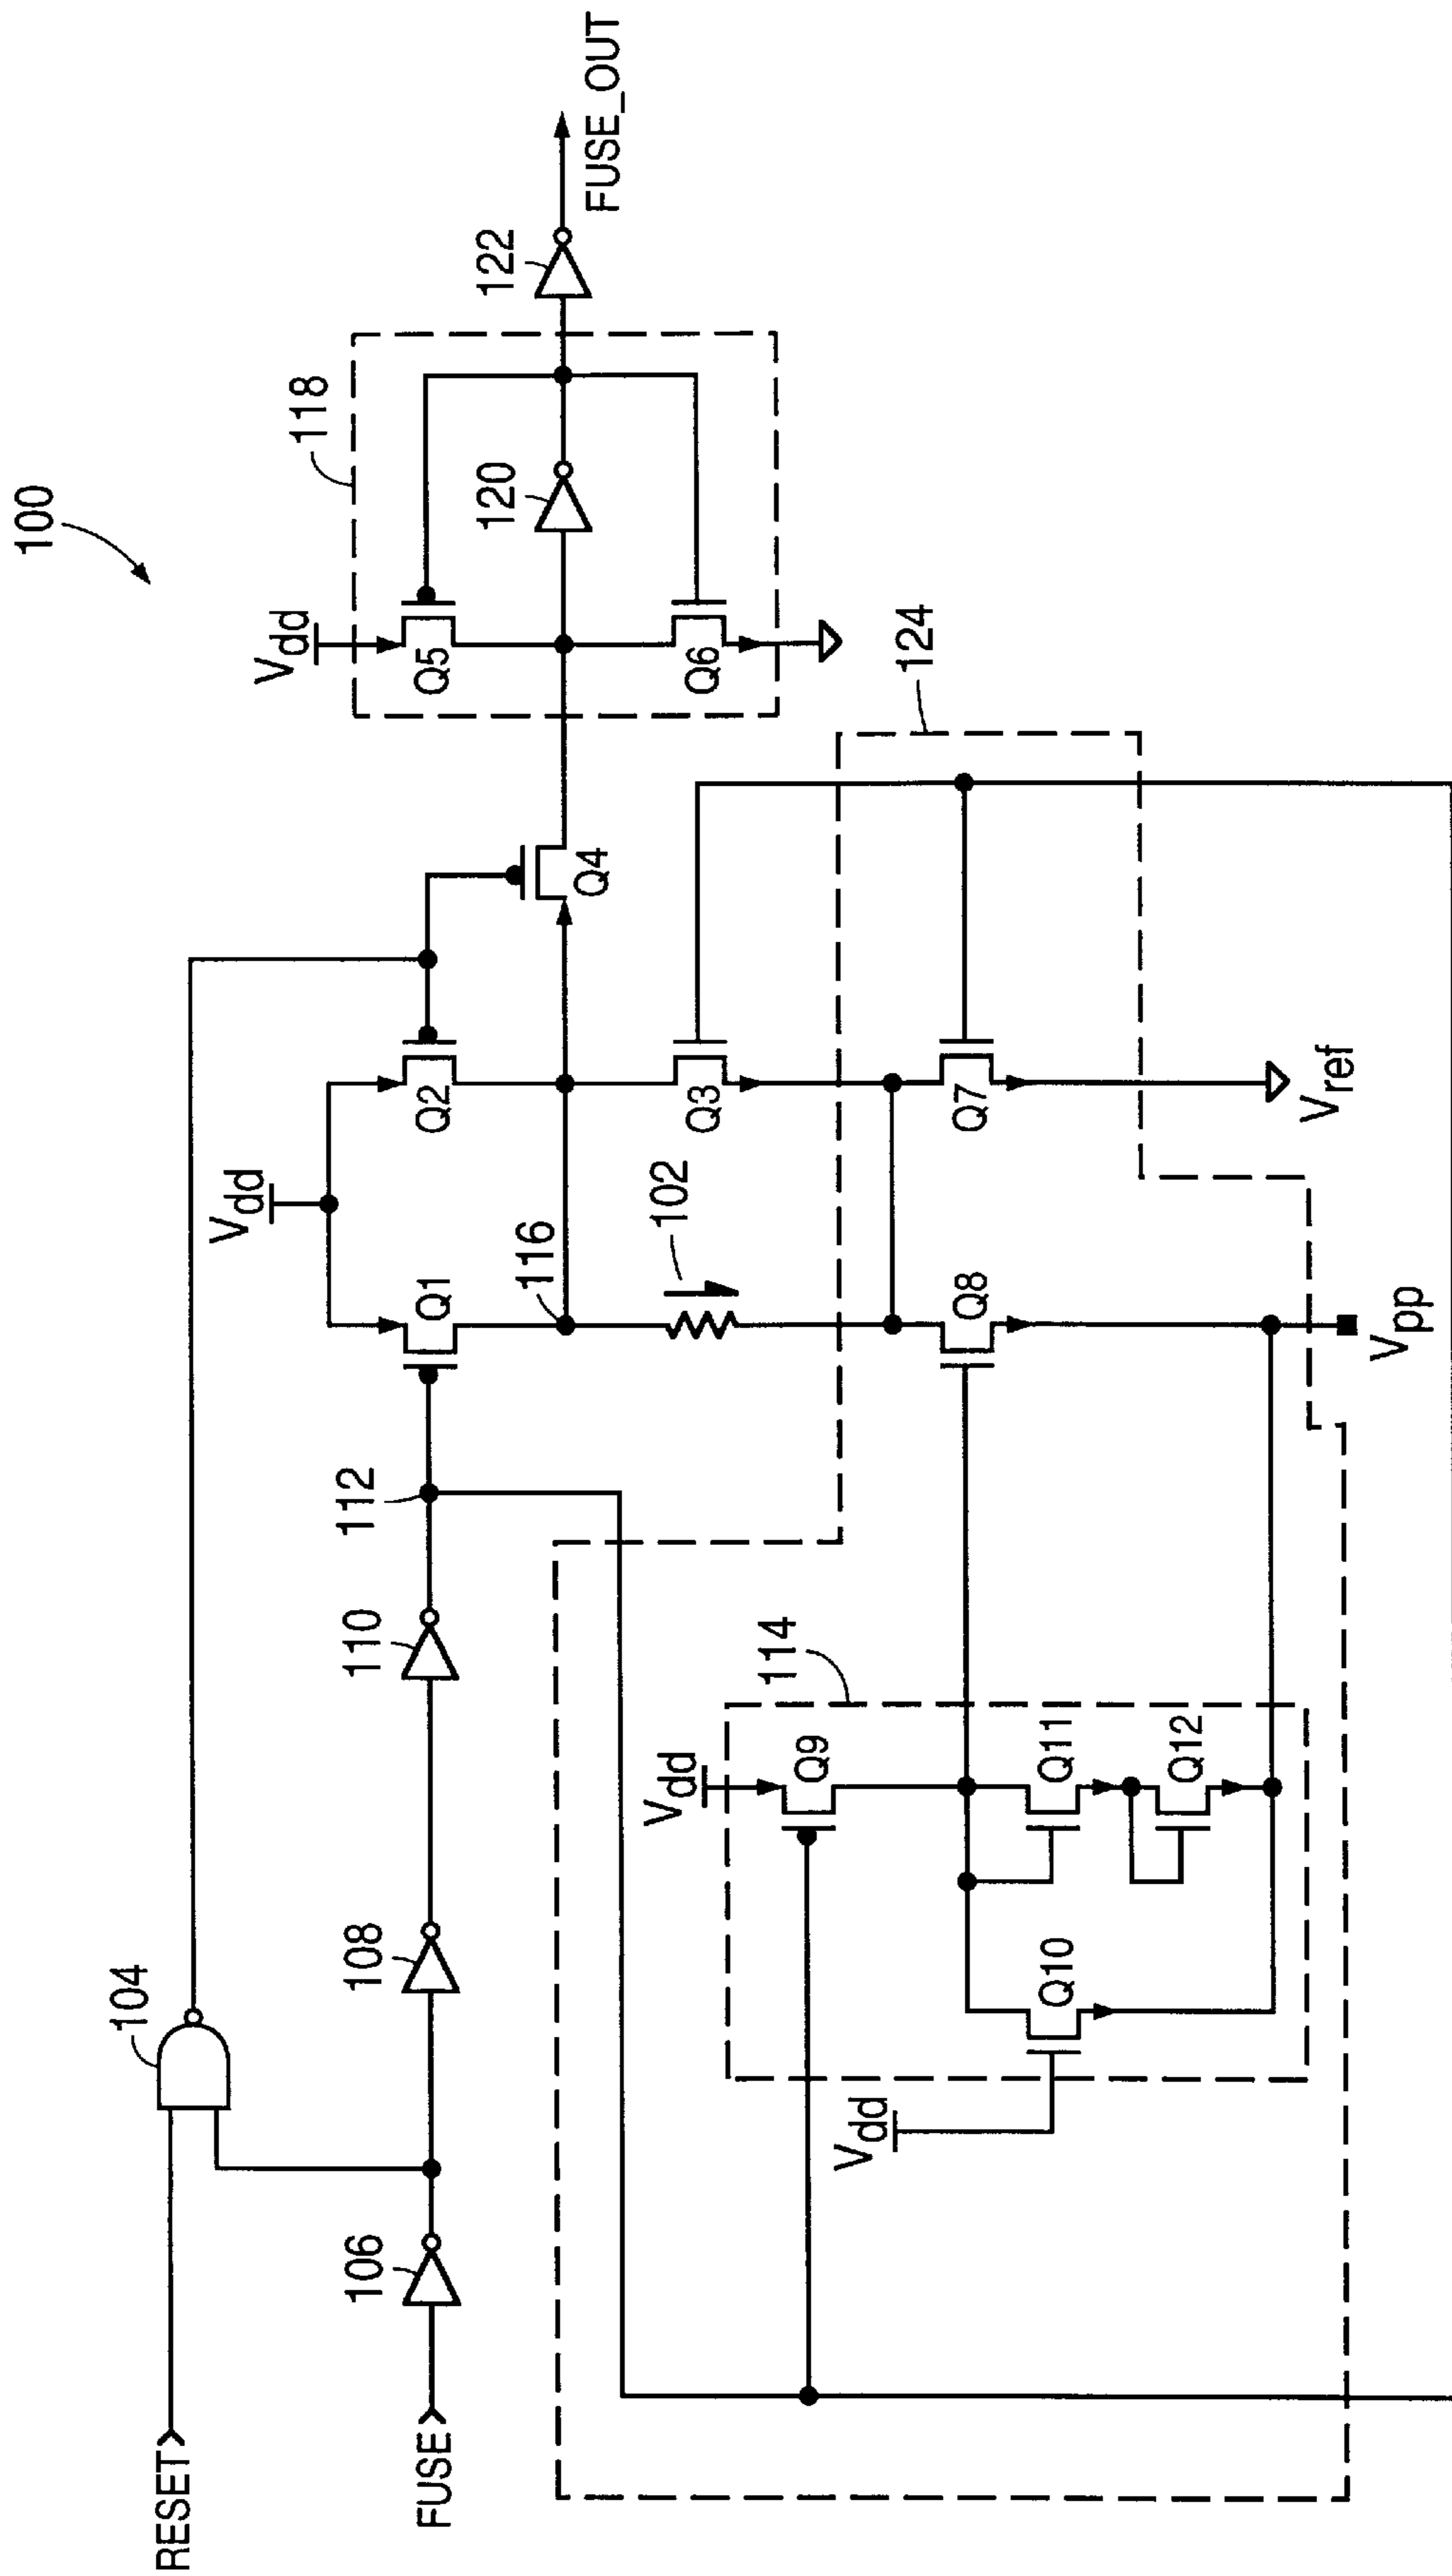 100
RESET
FUSE
104
106
108
110
112
Vdd
Q1
Q2
116
102
Q3
Q4
Vdd
Q5
Q6
118
120
122
FUSE_OUT
124
Q7
Vref
Q8
Vpp
114
Vdd
Q9
Q10
Q11
Q12
Vdd